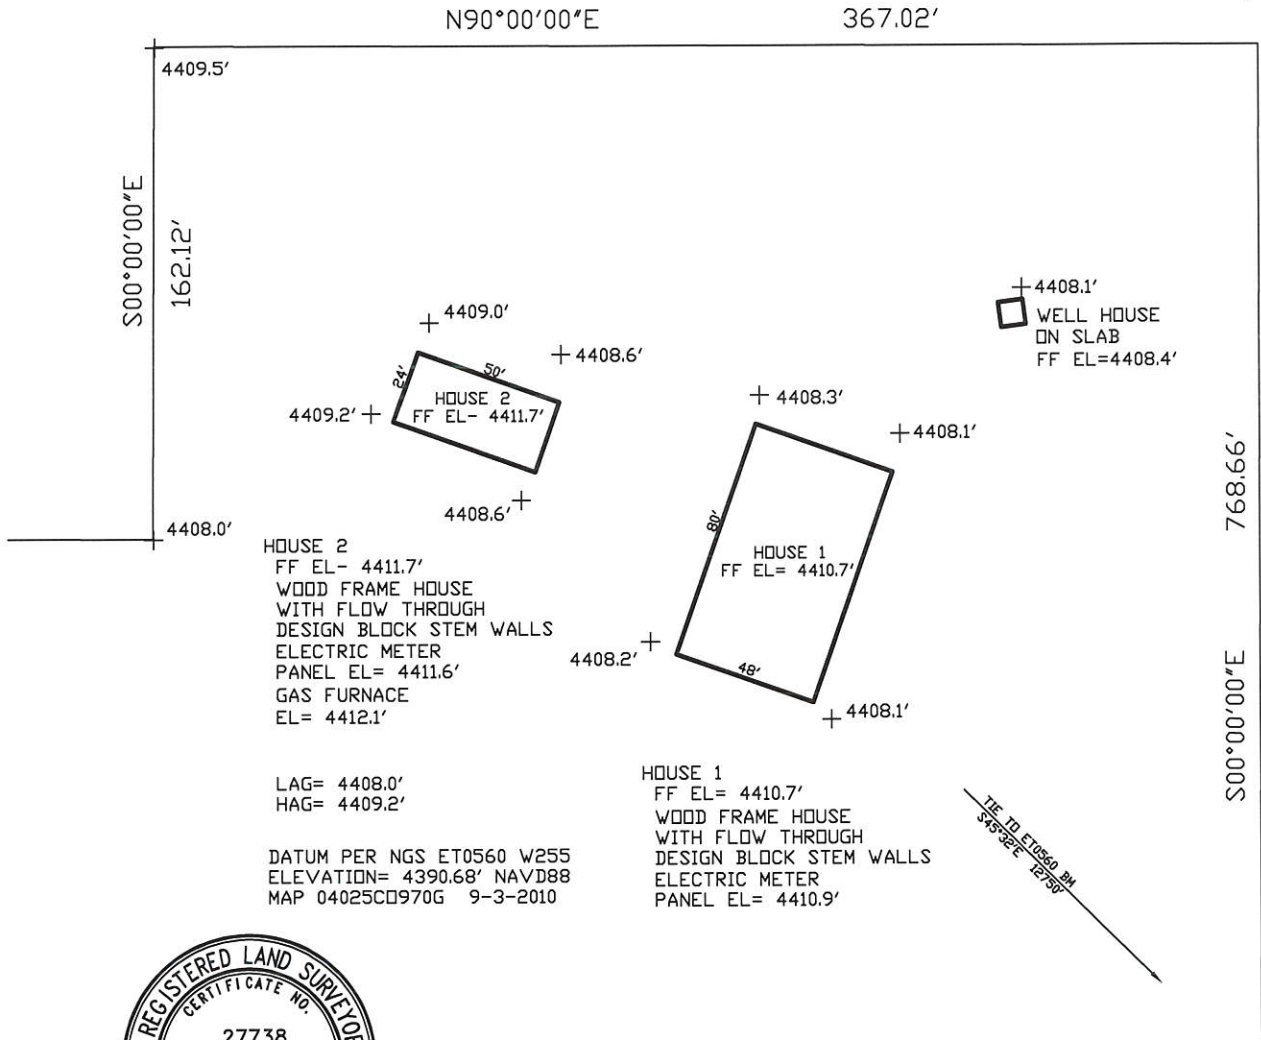 N90°00'00"E 367.02'
4409.5'
S00°00'00"E
162.12'
4408.1'
WELL HOUSE
ON SLAB
FF EL=4408.4'
4409.0'
4408.6'
50'
24'
HOUSE 2
FF EL- 4411.7'
4409.2'
4408.6'
4408.3'
4408.1'
80'
HOUSE 1
FF EL= 4410.7'
48'
4408.2'
4408.1'
768.66'
S00°00'00"E
4408.0'
HOUSE 2
FF EL- 4411.7'
WOOD FRAME HOUSE
WITH FLOW THROUGH
DESIGN BLOCK STEM WALLS
ELECTRIC METER
PANEL EL= 4411.6'
GAS FURNACE
EL= 4412.1'
LAG= 4408.0'
HAG= 4409.2'
DATUM PER NGS ET0560 W255
ELEVATION= 4390.68' NAVD88
MAP 04025CO970G 9-3-2010
HOUSE 1
FF EL= 4410.7'
WOOD FRAME HOUSE
WITH FLOW THROUGH
DESIGN BLOCK STEM WALLS
ELECTRIC METER
PANEL EL= 4410.9'
TIE TO ET0560 BM
S45°32'E 12750'
REGISTERED LAND SURVEYOR
CERTIFICATE NO.
27738